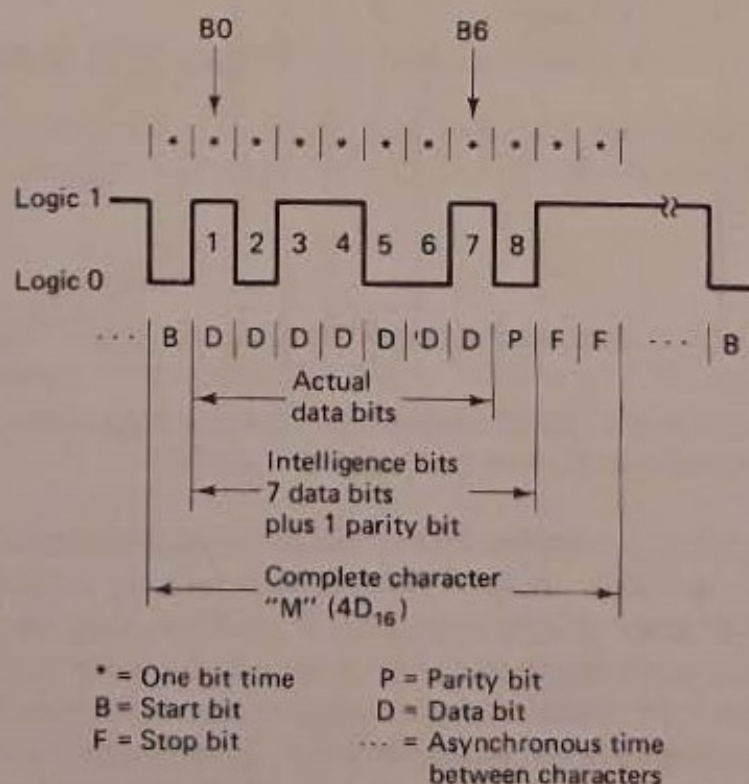 B0 B6
| * | * | * | * | * | * | * | * | * | * | * |
Logic 1
1 2 3 4 5 6 7 8
Logic 0
··· | B | D | D | D | D | D | 'D | D | P | F | F | ··· | B
Actual
data bits
Intelligence bits
7 data bits
plus 1 parity bit
Complete character
"M" (4D₁₆)
* = One bit time P = Parity bit
B = Start bit D = Data bit
F = Stop bit ··· = Asynchronous time
between characters